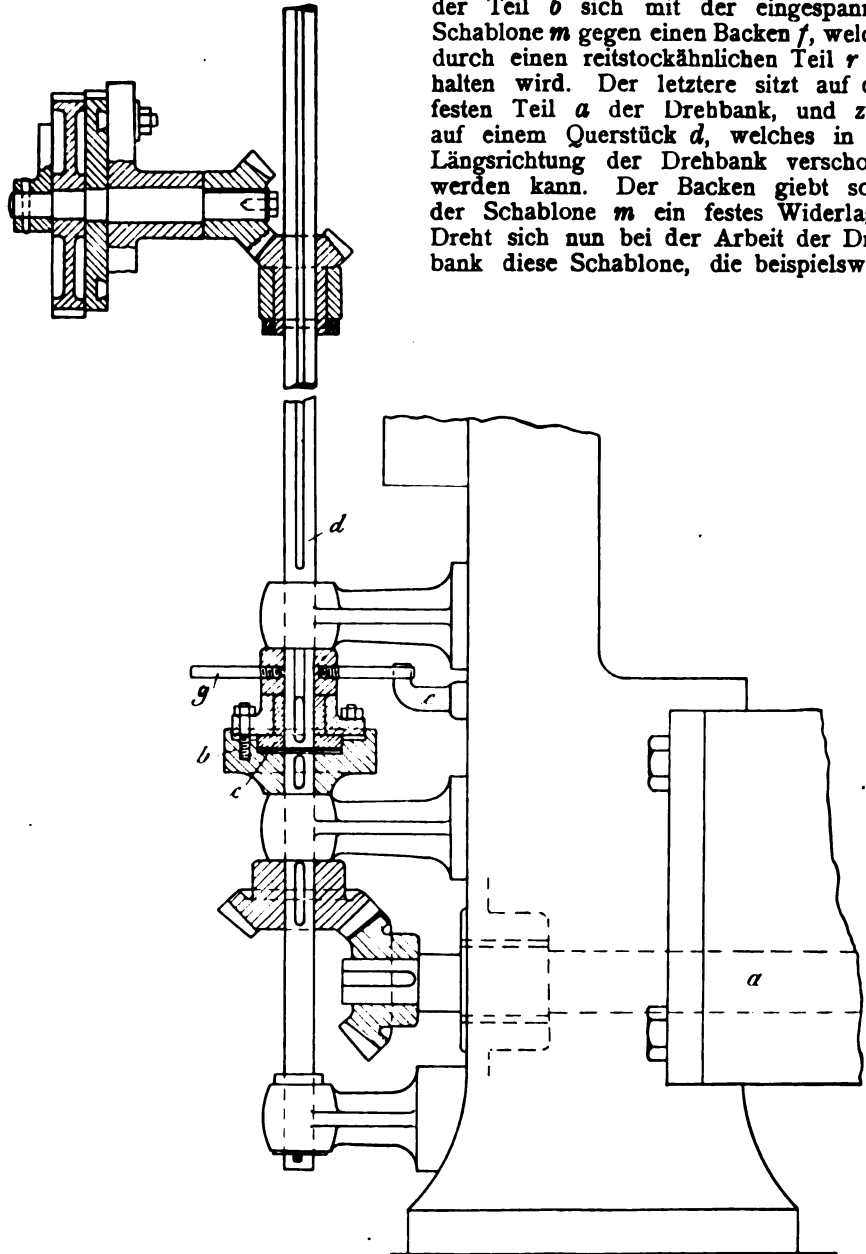 der Teil b sich mit der eingespann
Schablone m gegen einen Backen f, welc
durch einen reitstockähnlichen Teil r
halten wird. Der letztere sitzt auf d
festen Teil a der Drehbank, und z
auf einem Querstück d, welches in
Längsrichtung der Drehbank verscho
werden kann. Der Backen giebt so
der Schablone m ein festes Widerla
Dreht sich nun bei der Arbeit der Dr
bank diese Schablone, die beispielsw
d
g
e
b
c
a